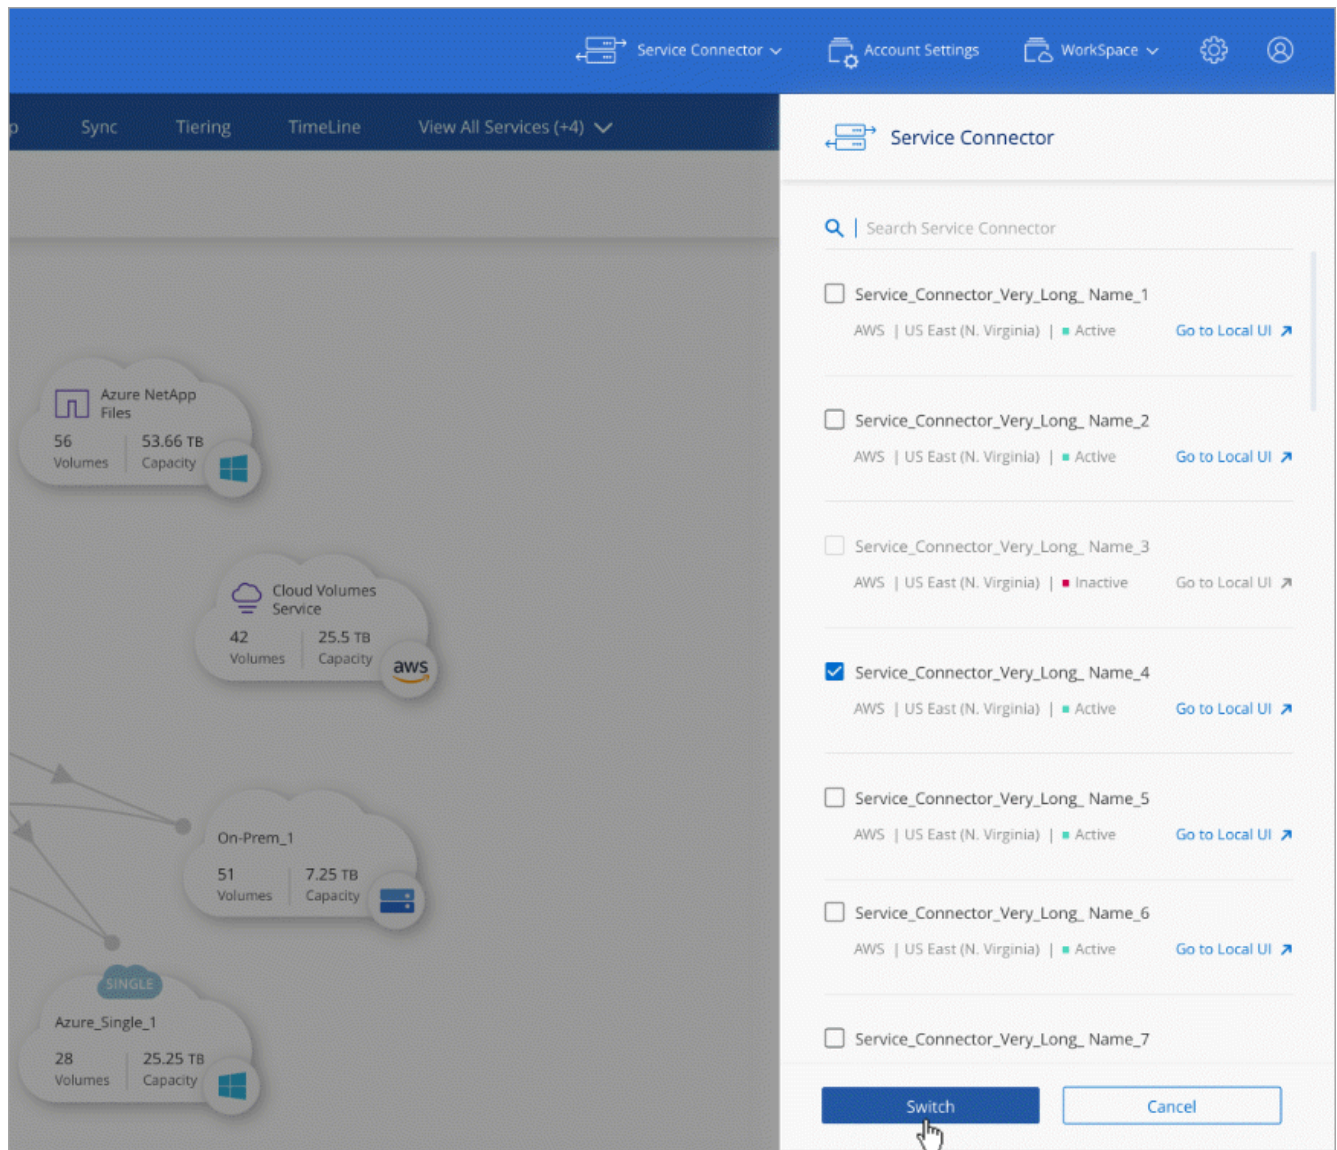 Service Connector
Account Settings
WorkSpace
p
Sync
Tiering
TimeLine
View All Services (+4)
Service Connector
Search Service Connector
Service_Connector_Very_Long_ Name_1
AWS | US East (N. Virginia) | Active Go to Local UI
Service_Connector_Very_Long_ Name_2
AWS | US East (N. Virginia) | Active Go to Local UI
Service_Connector_Very_Long_ Name_3
AWS | US East (N. Virginia) | Inactive Go to Local UI
Service_Connector_Very_Long_ Name_4
AWS | US East (N. Virginia) | Active Go to Local UI
Service_Connector_Very_Long_ Name_5
AWS | US East (N. Virginia) | Active Go to Local UI
Service_Connector_Very_Long_ Name_6
AWS | US East (N. Virginia) | Active Go to Local UI
Service_Connector_Very_Long_ Name_7
Switch
Cancel
Azure NetApp
Files
56 53.66 TB
Volumes Capacity
Cloud Volumes
Service
42 25.5 TB
Volumes Capacity
aws
On-Prem_1
51 7.25 TB
Volumes Capacity
SINGLE
Azure_Single_1
28 25.25 TB
Volumes Capacity